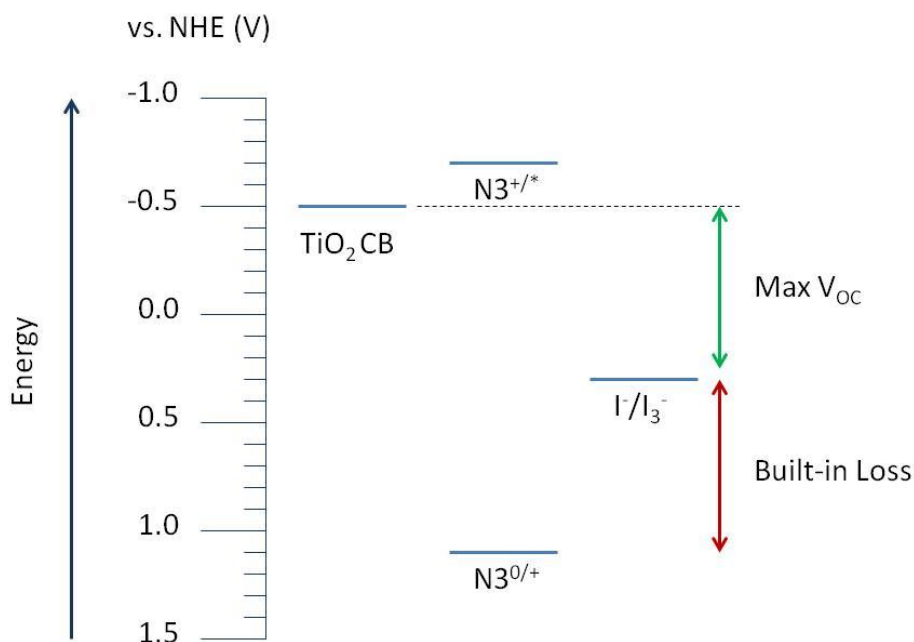 vs. NHE (V)
-1.0
-0.5
0.0
0.5
1.0
1.5
Energy
N3⁺/*
TiO₂ CB
Max V_OC
I⁻/I₃⁻
Built-in Loss
N3⁰/⁺